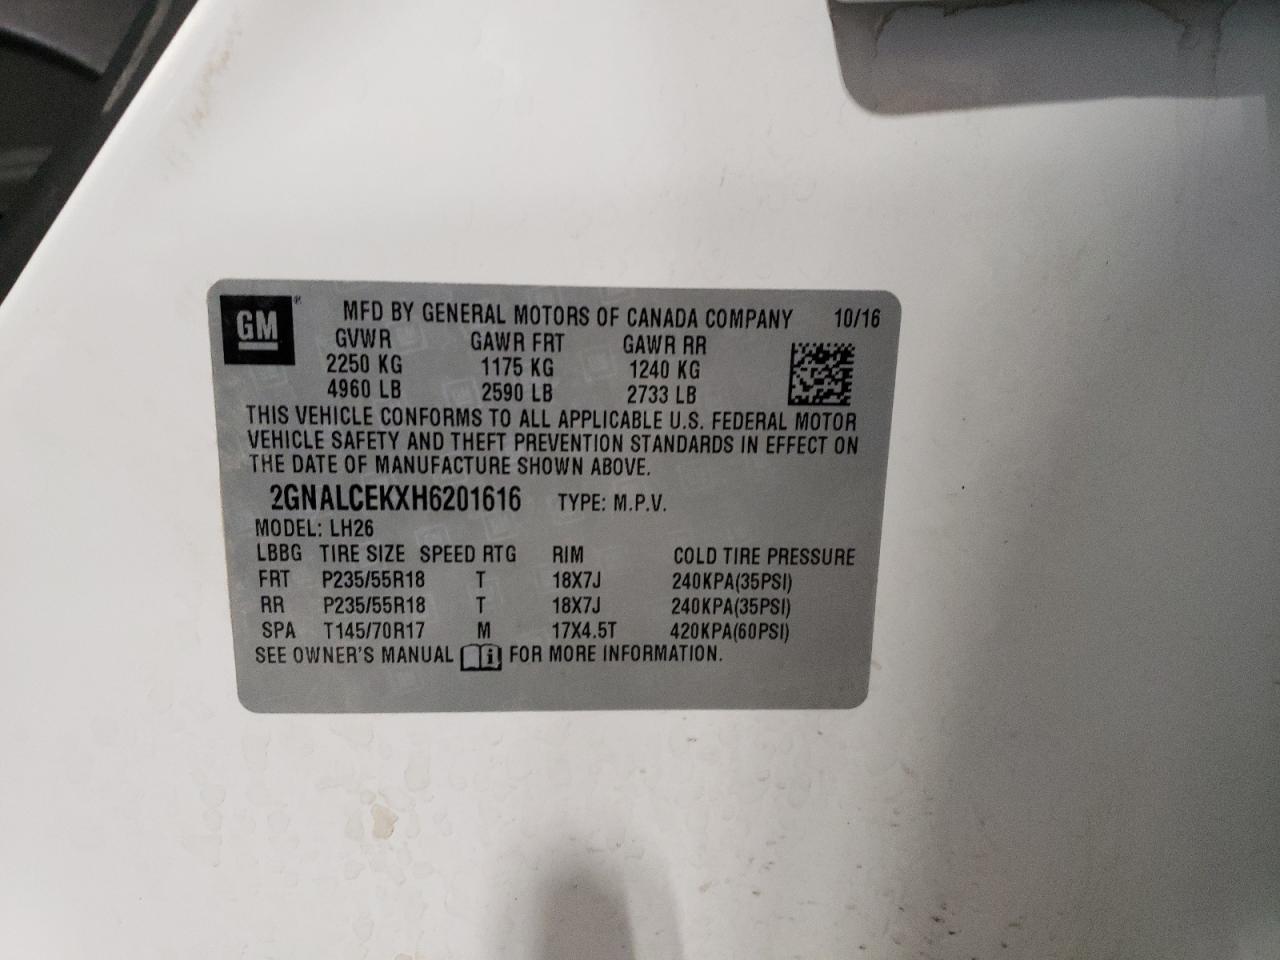 GM ® MFD BY GENERAL MOTORS OF CANADA COMPANY 10/16
GVWR GAWR FRT GAWR RR
2250 KG 1175 KG 1240 KG
4960 LB 2590 LB 2733 LB
THIS VEHICLE CONFORMS TO ALL APPLICABLE U.S. FEDERAL MOTOR
VEHICLE SAFETY AND THEFT PREVENTION STANDARDS IN EFFECT ON
THE DATE OF MANUFACTURE SHOWN ABOVE.
2GNALCEKXH6201616 TYPE: M.P.V.
MODEL: LH26
LBBG TIRE SIZE SPEED RTG RIM COLD TIRE PRESSURE
FRT P235/55R18 T 18X7J 240KPA(35PSI)
RR P235/55R18 T 18X7J 240KPA(35PSI)
SPA T145/70R17 M 17X4.5T 420KPA(60PSI)
SEE OWNER'S MANUAL i FOR MORE INFORMATION.